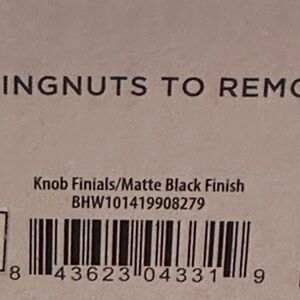 INGNUTS TO REMO
Knob Finials/Matte Black Finish
BHW101419908279
8 43623 04331 9